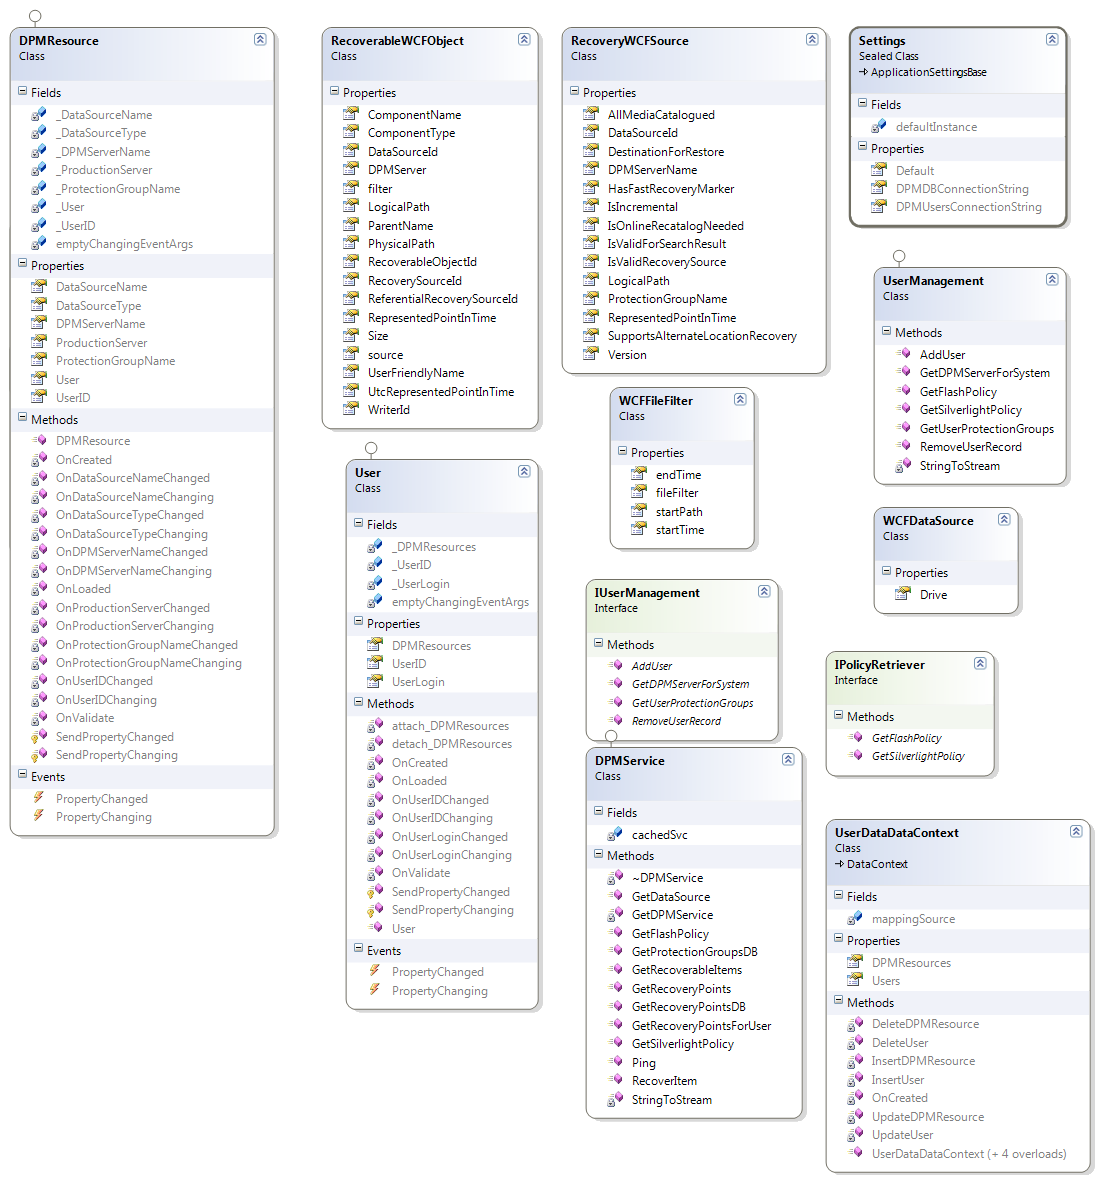 DPMResource
Class
Fields
_DataSourceName
_DataSourceType
_DPMServerName
_ProductionServer
_ProtectionGroupName
_User
_UserID
emptyChangingEventArgs
Properties
DataSourceName
DataSourceType
DPMServerName
ProductionServer
ProtectionGroupName
User
UserID
Methods
DPMResource
OnCreated
OnDataSourceNameChanged
OnDataSourceNameChanging
OnDataSourceTypeChanged
OnDataSourceTypeChanging
OnDPMServerNameChanged
OnDPMServerNameChanging
OnLoaded
OnProductionServerChanged
OnProductionServerChanging
OnProtectionGroupNameChanged
OnProtectionGroupNameChanging
OnUserIDChanged
OnUserIDChanging
OnValidate
SendPropertyChanged
SendPropertyChanging
Events
PropertyChanged
PropertyChanging
RecoverableWCFObject
Class
Properties
ComponentName
ComponentType
DataSourceId
DPMServer
filter
LogicalPath
ParentName
PhysicalPath
RecoverableObjectId
RecoverySourceId
ReferentialRecoverySourceId
RepresentedPointInTime
Size
source
UserFriendlyName
UtcRepresentedPointInTime
WriterId
User
Class
Fields
_DPMResources
_UserID
_UserLogin
emptyChangingEventArgs
Properties
DPMResources
UserID
UserLogin
Methods
attach_DPMResources
detach_DPMResources
OnCreated
OnLoaded
OnUserIDChanged
OnUserIDChanging
OnUserLoginChanged
OnUserLoginChanging
OnValidate
SendPropertyChanged
SendPropertyChanging
User
Events
PropertyChanged
PropertyChanging
RecoveryWCFSource
Class
Properties
AllMediaCatalogued
DataSourceId
DestinationForRestore
DPMServerName
HasFastRecoveryMarker
IsIncremental
IsOnlineRecatalogNeeded
IsValidForSearchResult
IsValidRecoverySource
LogicalPath
ProtectionGroupName
RepresentedPointInTime
SupportsAlternateLocationRecovery
Version
WCFFileFilter
Class
Properties
endTime
fileFilter
startPath
startTime
IUserManagement
Interface
Methods
AddUser
GetDPMServerForSystem
GetUserProtectionGroups
RemoveUserRecord
DPMService
Class
Fields
cachedSvc
Methods
~DPMService
GetDataSource
GetDPMService
GetFlashPolicy
GetProtectionGroupsDB
GetRecoverableItems
GetRecoveryPoints
GetRecoveryPointsDB
GetRecoveryPointsForUser
GetSilverlightPolicy
Ping
RecoverItem
StringToStream
Settings
Sealed Class
ApplicationSettingsBase
Fields
defaultInstance
Properties
Default
DPMDBConnectionString
DPMUsersConnectionString
UserManagement
Class
Methods
AddUser
GetDPMServerForSystem
GetFlashPolicy
GetSilverlightPolicy
GetUserProtectionGroups
RemoveUserRecord
StringToStream
WCFDataSource
Class
Properties
Drive
IPolicyRetriever
Interface
Methods
GetFlashPolicy
GetSilverlightPolicy
UserDataDataContext
Class
DataContext
Fields
mappingSource
Properties
DPMResources
Users
Methods
DeleteDPMResource
DeleteUser
InsertDPMResource
InsertUser
OnCreated
UpdateDPMResource
UpdateUser
UserDataDataContext (+ 4 overloads)